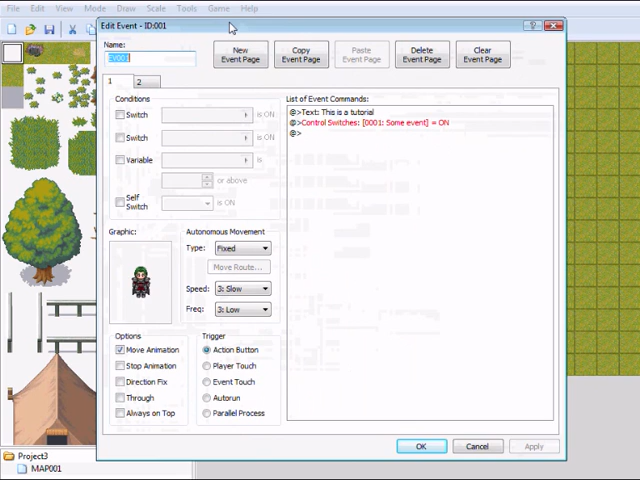 File Edit View Mode Draw Scale Tools Game Help
Edit Event - ID:001
Name:
EV001
New Event Page
Copy Event Page
Paste Event Page
Delete Event Page
Clear Event Page
1 2
Conditions
Switch is ON
Switch is ON
Variable is
or above
Self Switch is ON
Graphic:
Autonomous Movement
Type: Fixed
Move Route...
Speed: 3: Slow
Freq: 3: Low
Options
Move Animation
Stop Animation
Direction Fix
Through
Always on Top
Trigger
Action Button
Player Touch
Event Touch
Autorun
Parallel Process
List of Event Commands:
@>Text: This is a tutorial
@>Control Switches: [0001: Some event] = ON
@>
OK Cancel Apply
Project3
MAP001